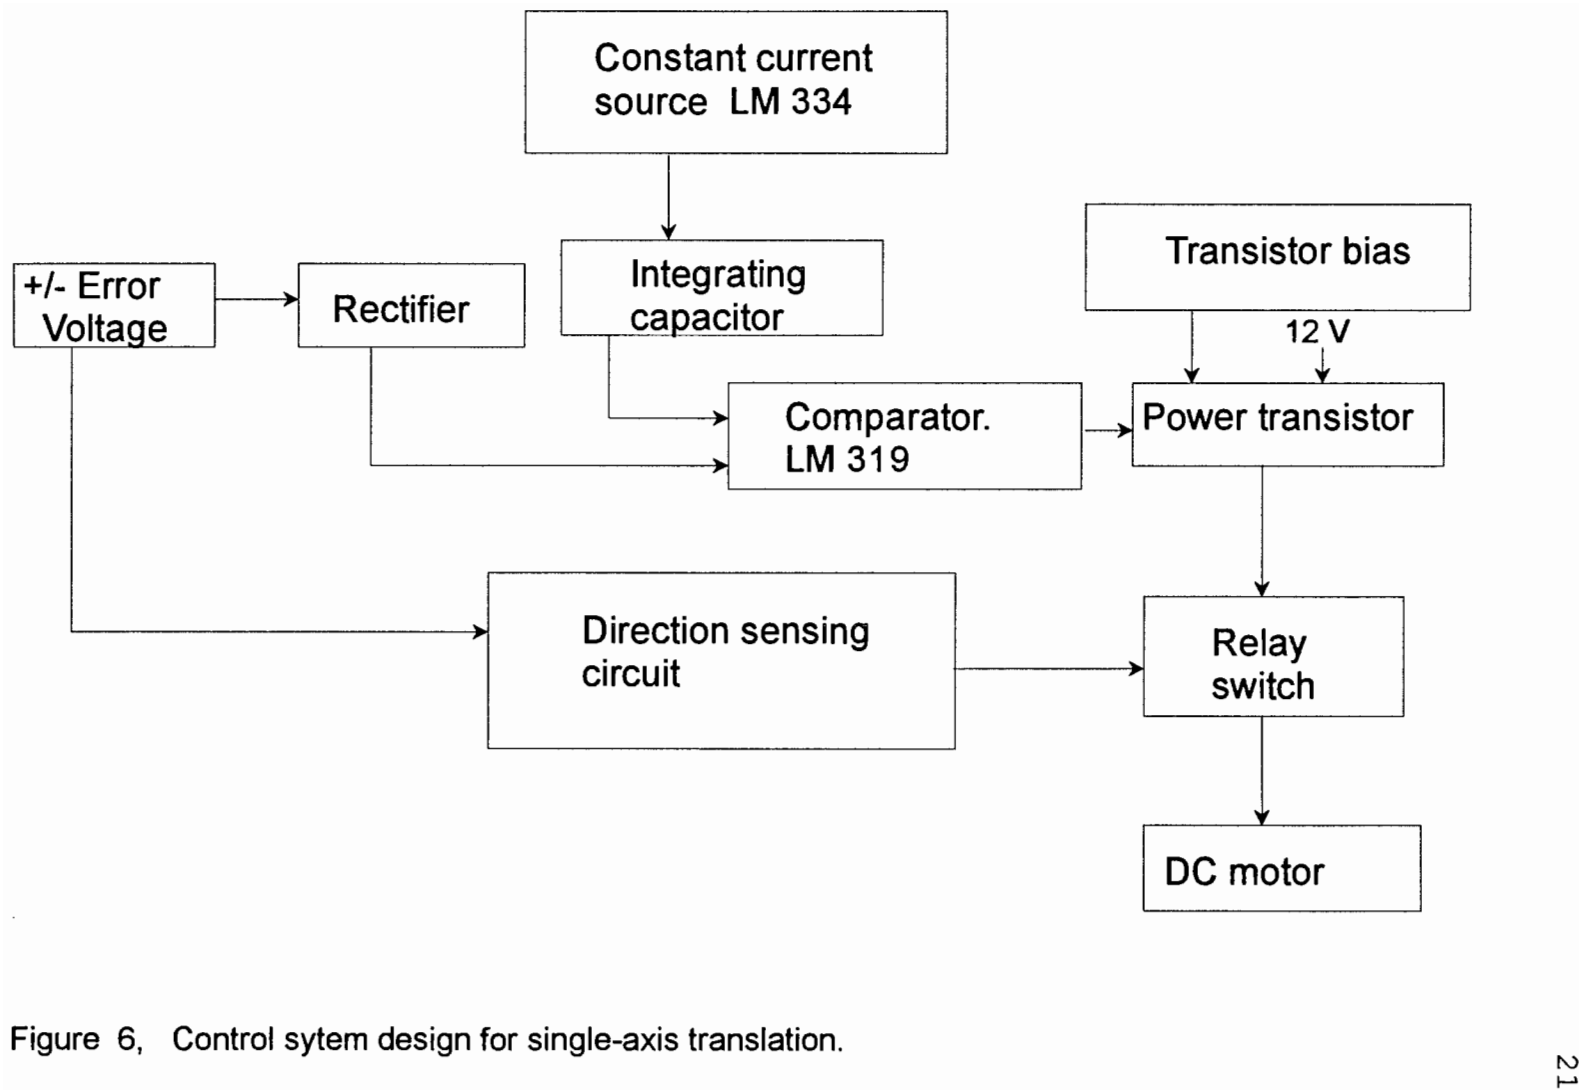 Constant current
source LM 334
Transistor bias
+/- Error
Voltage
Rectifier
Integrating
capacitor
12 V
Comparator.
LM 319
Power transistor
Direction sensing
circuit
Relay
switch
DC motor
Figure 6, Control sytem design for single-axis translation.
21